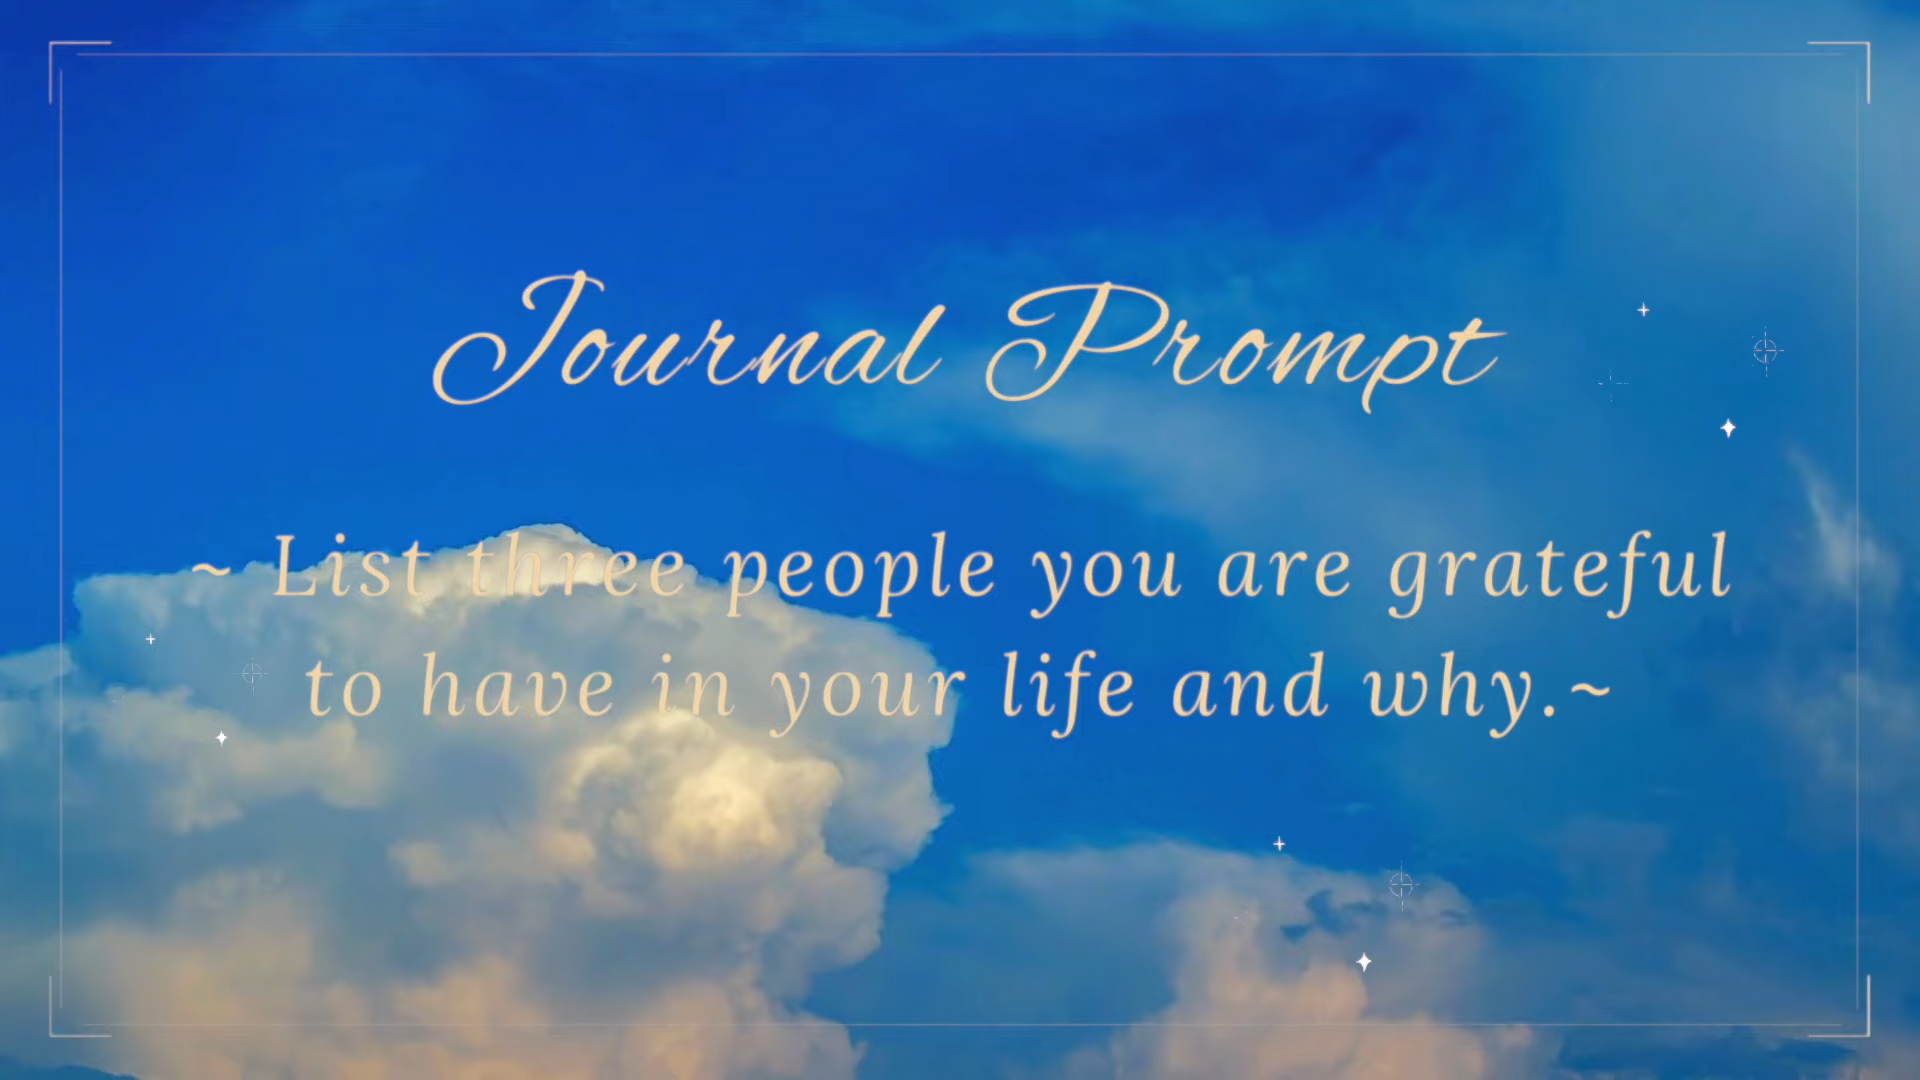 Journal Prompt
~ List three people you are grateful
to have in your life and why.~